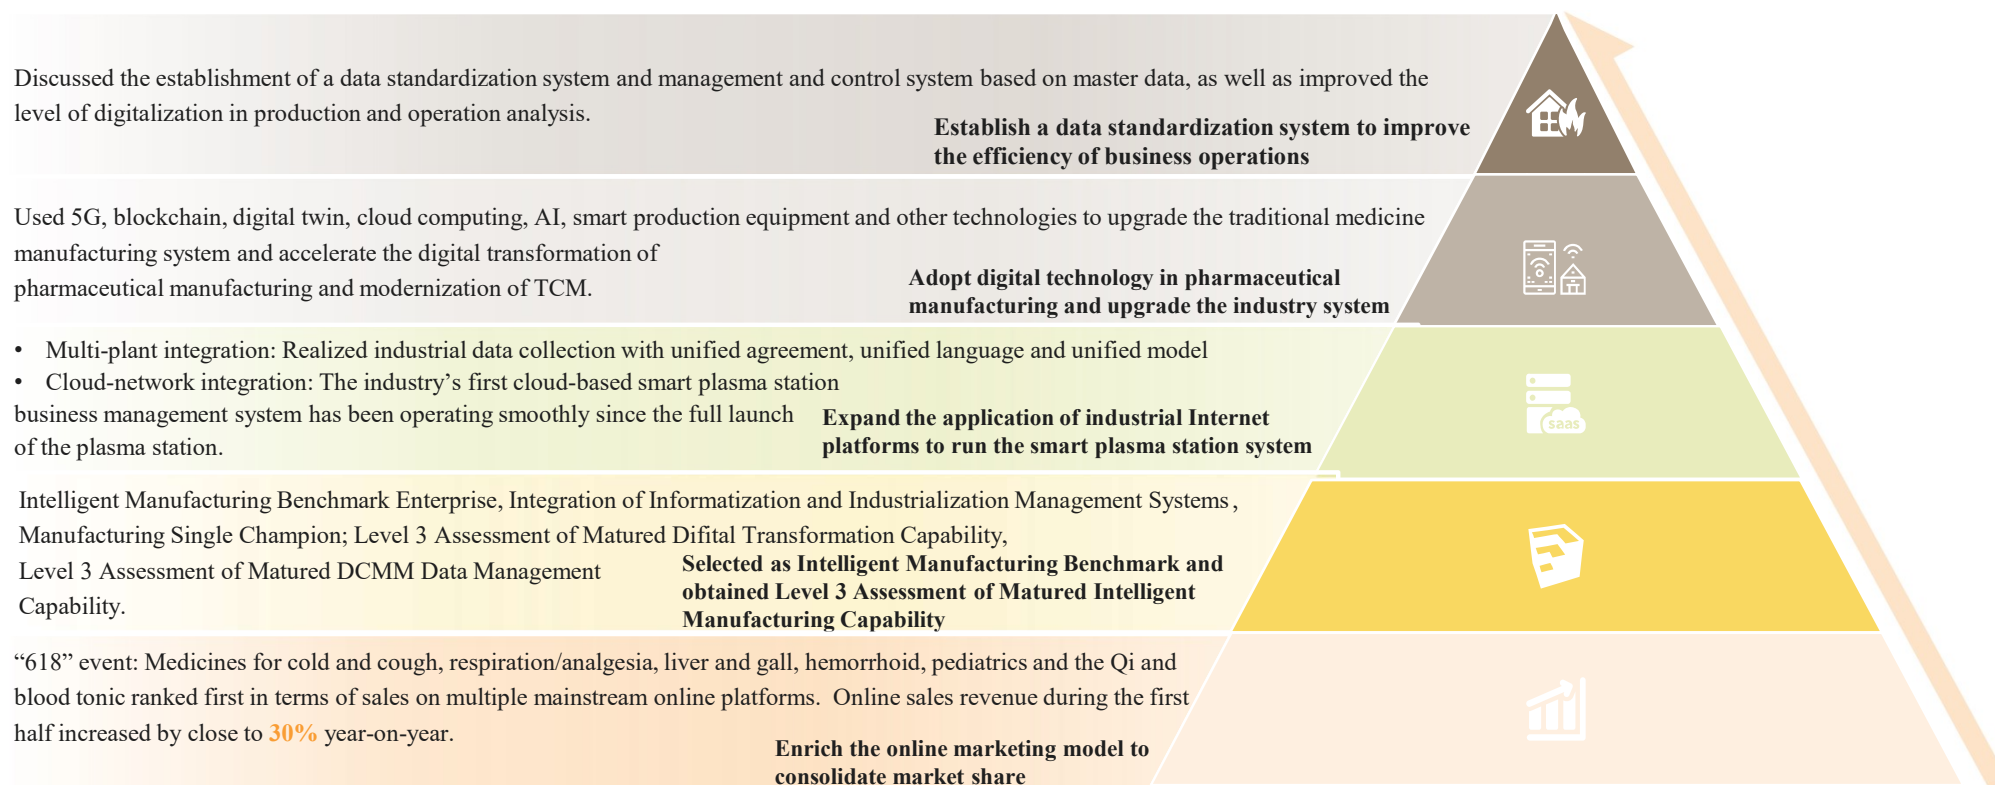 Discussed the establishment of a data standardization system and management and control system based on master data, as well as improved the
level of digitalization in production and operation analysis.
Establish a data standardization system to improve
the efficiency of business operations
Used 5G, blockchain, digital twin, cloud computing, AI, smart production equipment and other technologies to upgrade the traditional medicine
manufacturing system and accelerate the digital transformation of
pharmaceutical manufacturing and modernization of TCM.
Adopt digital technology in pharmaceutical
manufacturing and upgrade the industry system
• Multi-plant integration: Realized industrial data collection with unified agreement, unified language and unified model
• Cloud-network integration: The industry’s first cloud-based smart plasma station
business management system has been operating smoothly since the full launch
of the plasma station.
Expand the application of industrial Internet
platforms to run the smart plasma station system
saas
Intelligent Manufacturing Benchmark Enterprise, Integration of Informatization and Industrialization Management Systems,
Manufacturing Single Champion; Level 3 Assessment of Matured Difital Transformation Capability,
Level 3 Assessment of Matured DCMM Data Management
Capability.
Selected as Intelligent Manufacturing Benchmark and
obtained Level 3 Assessment of Matured Intelligent
Manufacturing Capability
“618” event: Medicines for cold and cough, respiration/analgesia, liver and gall, hemorrhoid, pediatrics and the Qi and
blood tonic ranked first in terms of sales on multiple mainstream online platforms. Online sales revenue during the first
half increased by close to 30% year-on-year.
Enrich the online marketing model to
consolidate market share